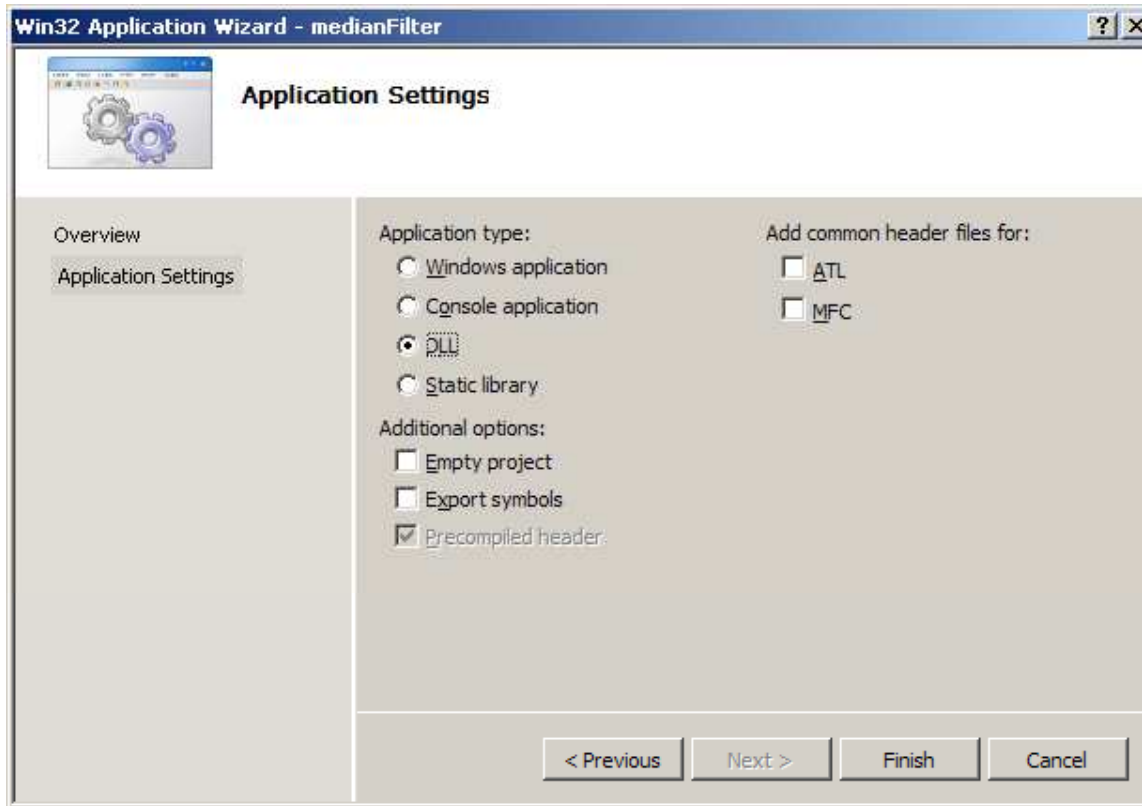 Win32 Application Wizard - medianFilter
Application Settings
Overview
Application Settings
Application type:
Windows application
Console application
DLL
Static library
Additional options:
Empty project
Export symbols
Precompiled header
Add common header files for:
ATL
MFC
< Previous
Next >
Finish
Cancel